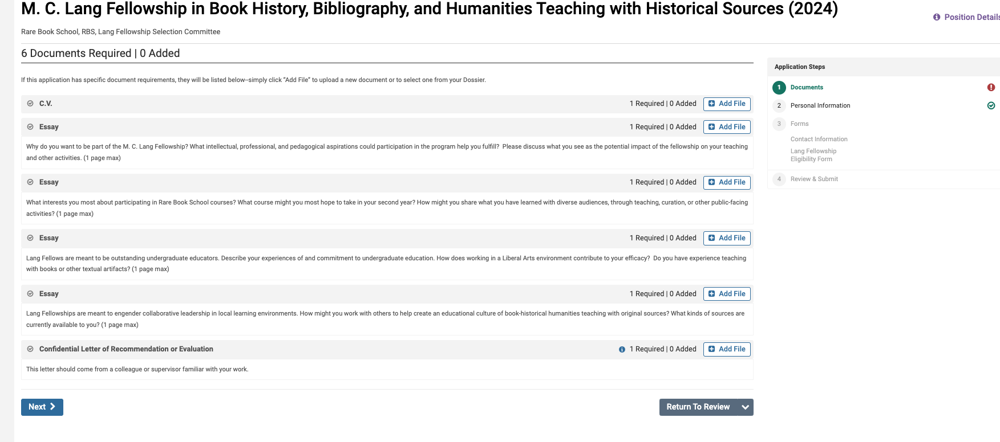 M. C. Lang Fellowship in Book History, Bibliography, and Humanities Teaching with Historical Sources (2024)
Position Details
Rare Book School, RBS, Lang Fellowship Selection Committee
6 Documents Required | 0 Added
If this application has specific document requirements, they will be listed below--simply click “Add File” to upload a new document or to select one from your Dossier.
C.V. 1 Required | 0 Added Add File
Essay 1 Required | 0 Added Add File
Why do you want to be part of the M. C. Lang Fellowship? What intellectual, professional, and pedagogical aspirations could participation in the program help you fulfill? Please discuss what you see as the potential impact of the fellowship on your teaching
and other activities. (1 page max)
Essay 1 Required | 0 Added Add File
What interests you most about participating in Rare Book School courses? What course might you most hope to take in your second year? How might you share what you have learned with diverse audiences, through teaching, curation, or other public-facing
activities? (1 page max)
Essay 1 Required | 0 Added Add File
Lang Fellows are meant to be outstanding undergraduate educators. Describe your experiences of and commitment to undergraduate education. How does working in a Liberal Arts environment contribute to your efficacy? Do you have experience teaching
with books or other textual artifacts? (1 page max)
Essay 1 Required | 0 Added Add File
Lang Fellowships are meant to engender collaborative leadership in local learning environments. How might you work with others to help create an educational culture of book-historical humanities teaching with original sources? What kinds of sources are
currently available to you? (1 page max)
Confidential Letter of Recommendation or Evaluation 1 Required | 0 Added Add File
This letter should come from a colleague or supervisor familiar with your work.
Next
Return To Review
Application Steps
1 Documents
2 Personal Information
3 Forms
Contact Information
Lang Fellowship
Eligibility Form
4 Review & Submit